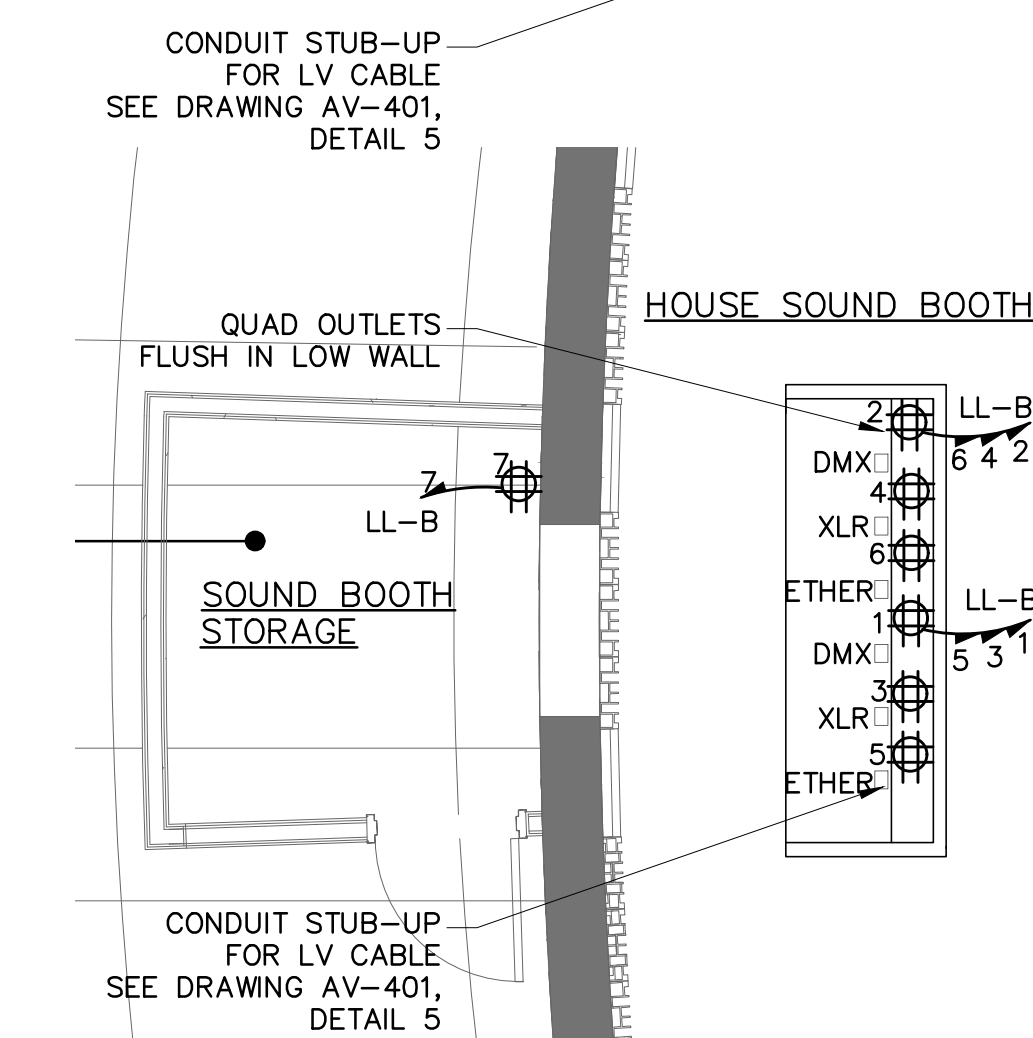 CONDUIT STUB-UP
FOR LV CABLE
SEE DRAWING AV-401,
DETAIL 5
HOUSE SOUND BOOTH
QUAD OUTLETS
FLUSH IN LOW WALL
2
LL-B
6 4 2
DMX
4
XLR
6
ETHER
1
LL-B
5 3 1
DMX
3
XLR
5
ETHER
7
7
LL-B
SOUND BOOTH
STORAGE
CONDUIT STUB-UP
FOR LV CABLE
SEE DRAWING AV-401,
DETAIL 5